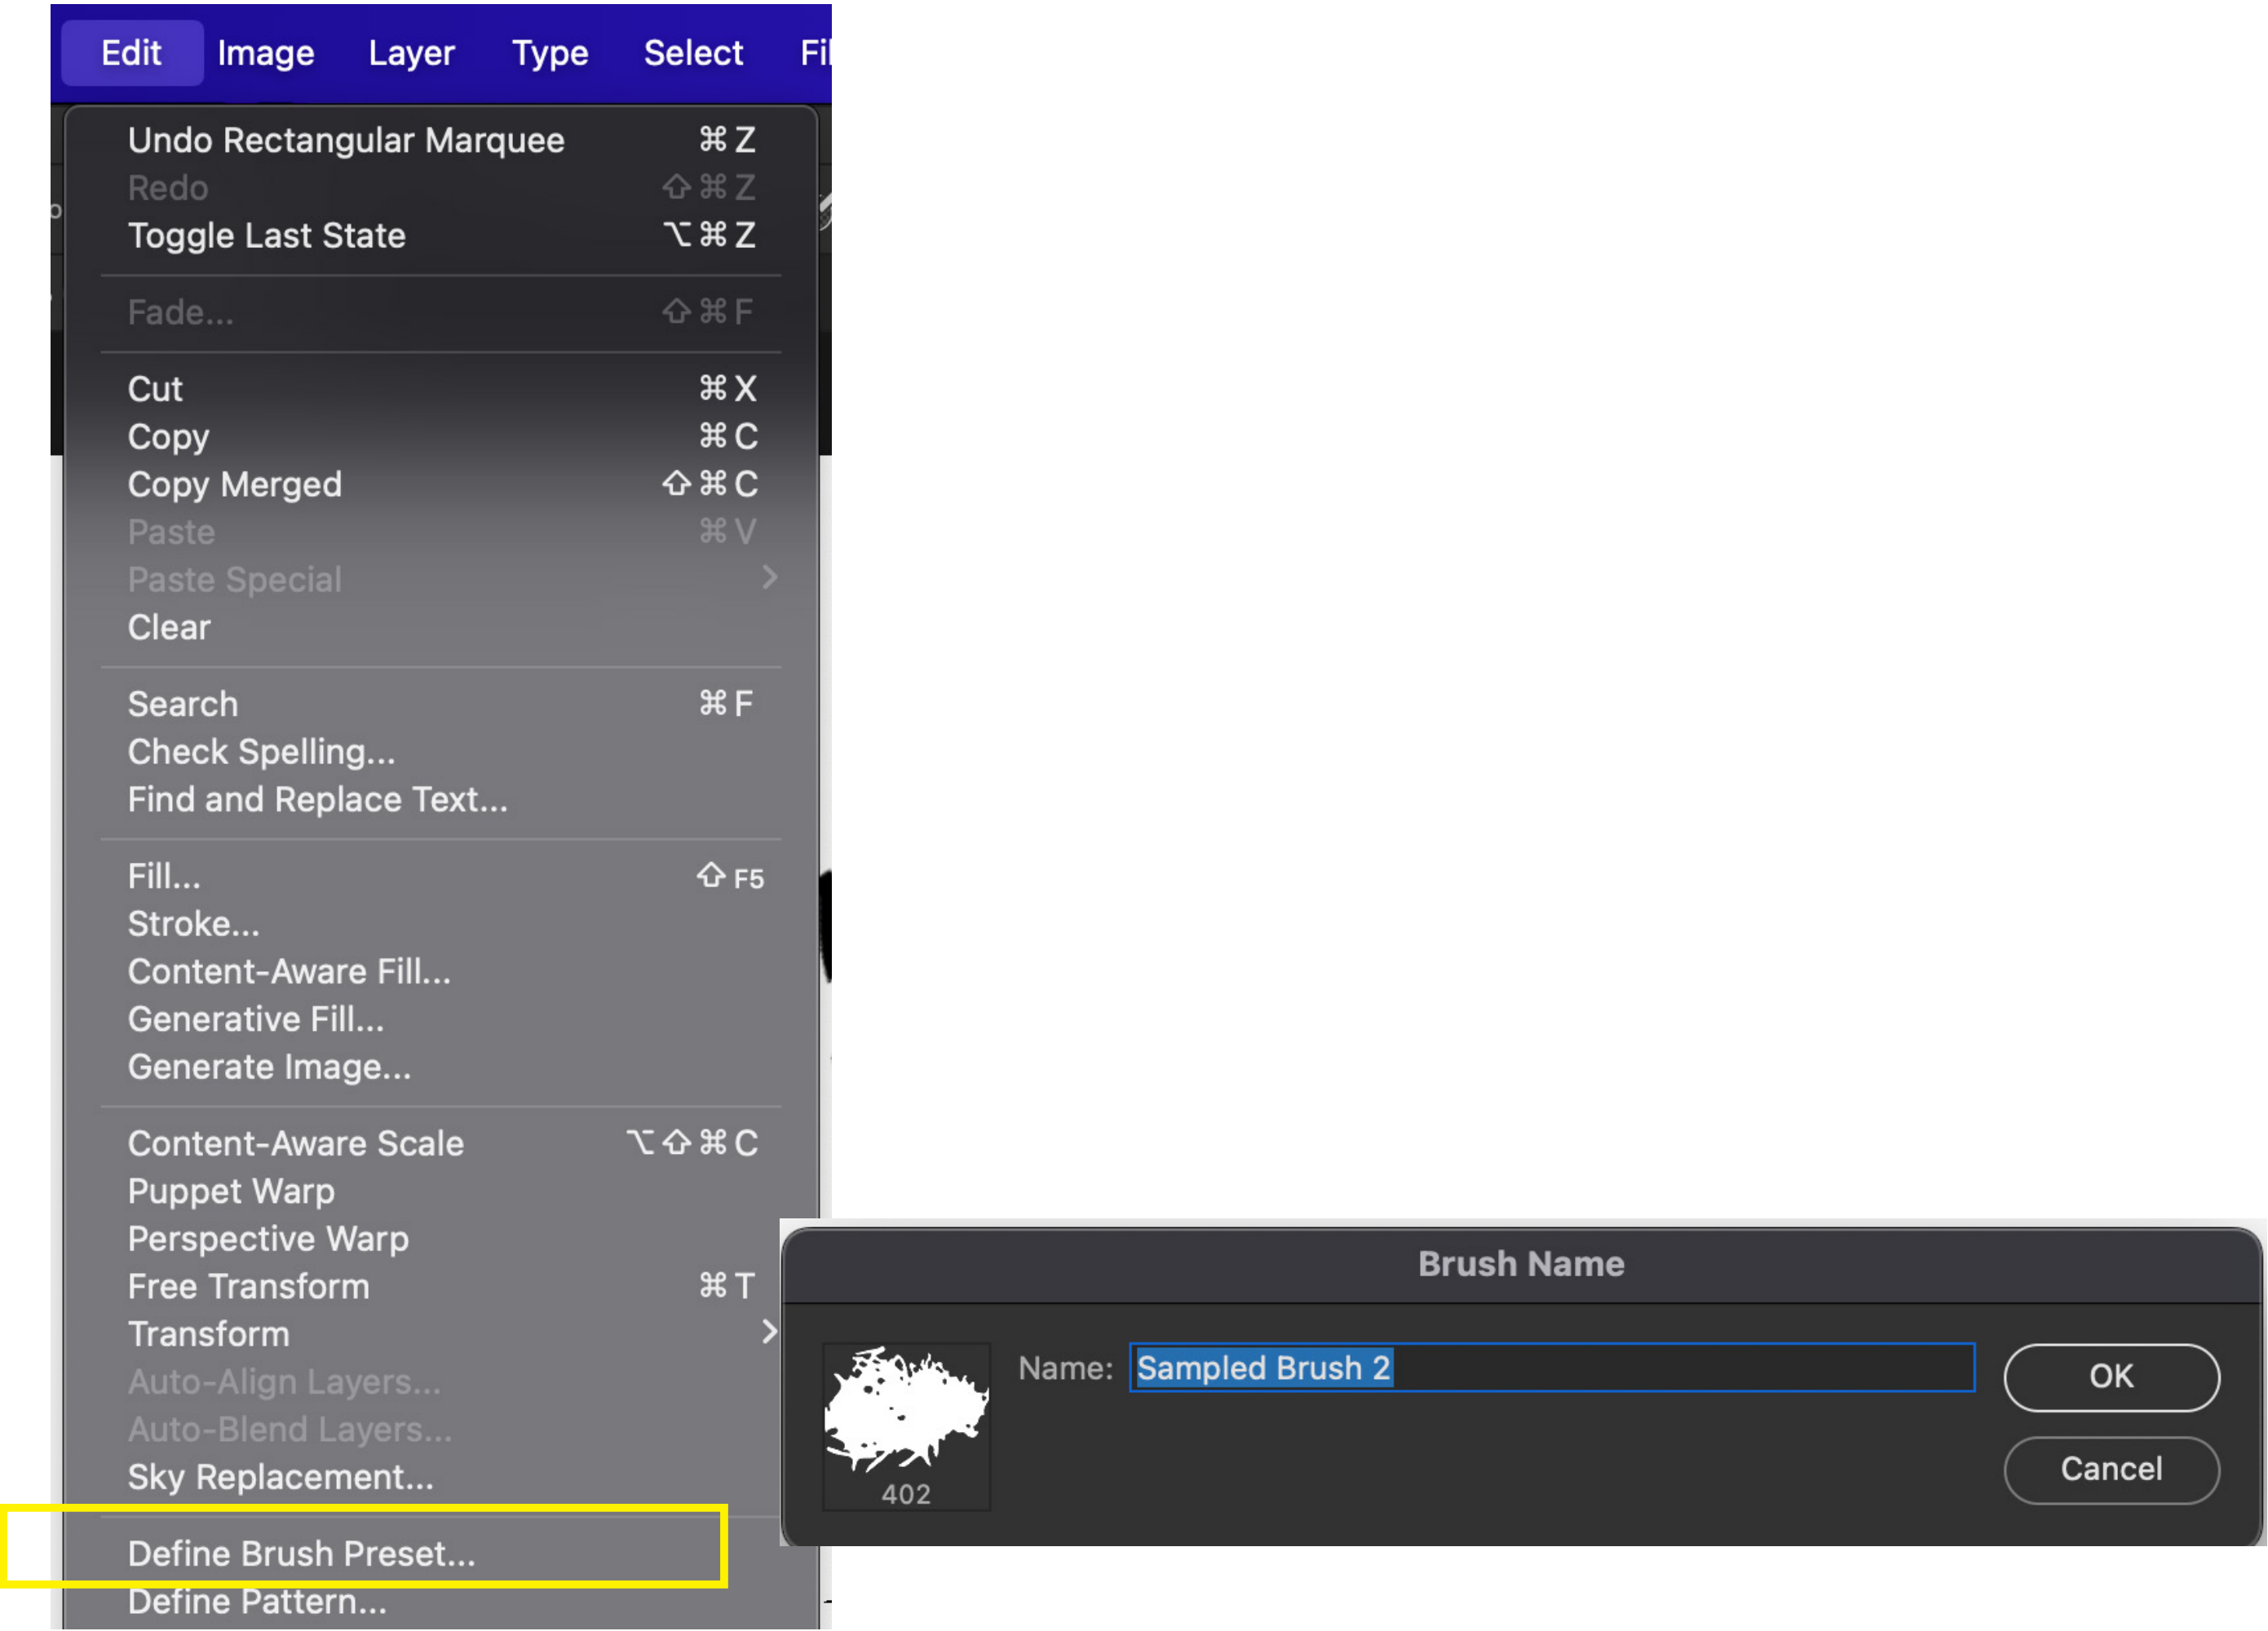 Edit Image Layer Type Select Fil
Undo Rectangular Marquee ⌘Z
Redo ⇧⌘Z
Toggle Last State ⌥⌘Z
Fade... ⇧⌘F
Cut ⌘X
Copy ⌘C
Copy Merged ⇧⌘C
Paste ⌘V
Paste Special >
Clear
Search ⌘F
Check Spelling...
Find and Replace Text...
Fill... ⇧F5
Stroke...
Content-Aware Fill...
Generative Fill...
Generate Image...
Content-Aware Scale ⌥⇧⌘C
Puppet Warp
Perspective Warp
Free Transform ⌘T
Transform >
Auto-Align Layers...
Auto-Blend Layers...
Sky Replacement...
Define Brush Preset...
Define Pattern...
Brush Name
Name: Sampled Brush 2
OK
Cancel
402